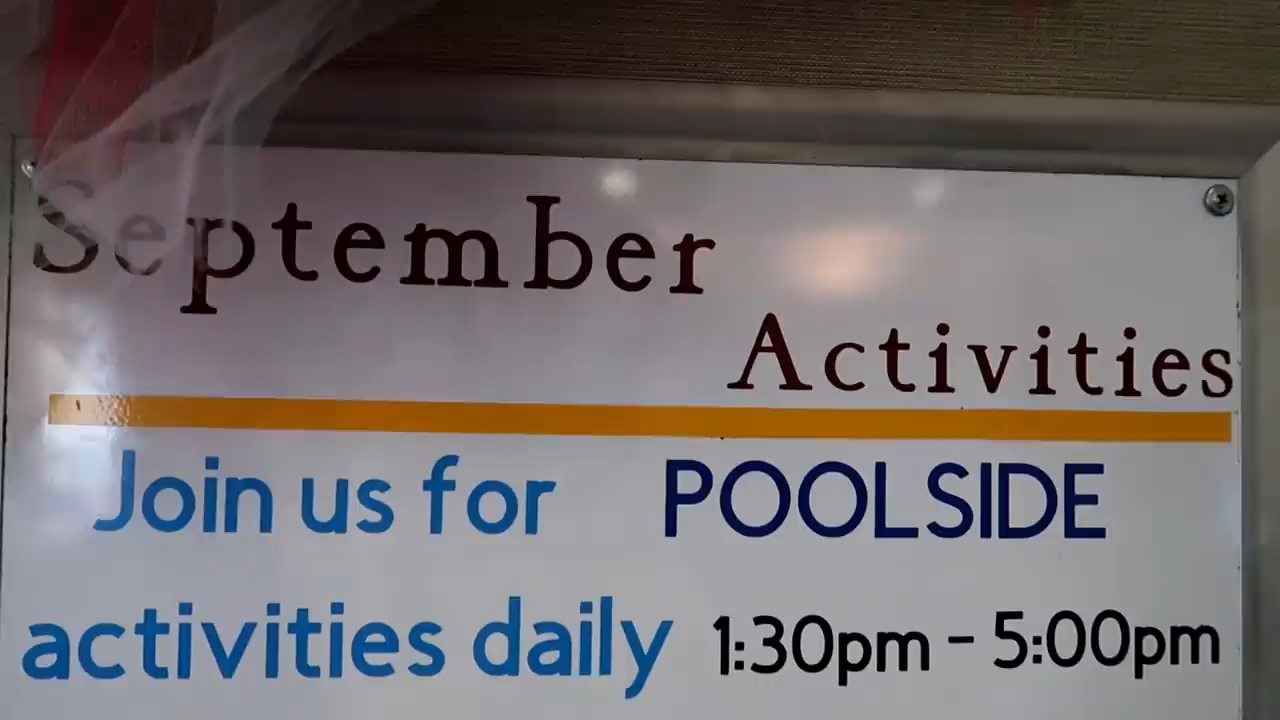 September
Activities
Join us for POOLSIDE
activities daily 1:30pm - 5:00pm